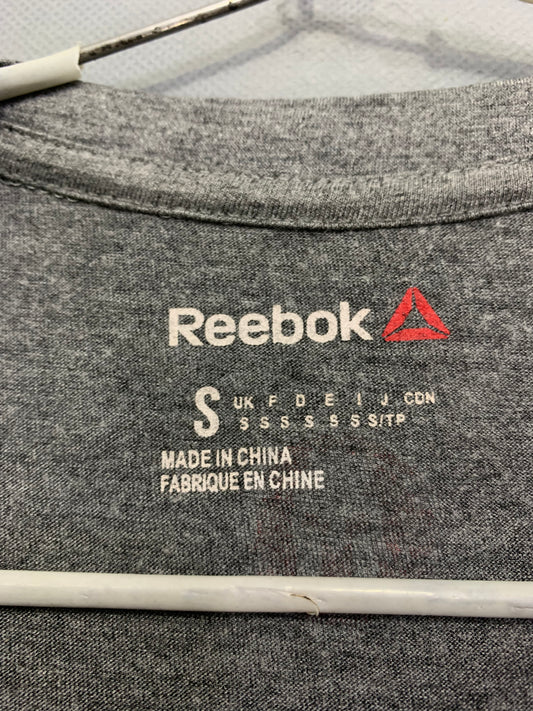 Reebok
S UK F D E I J CDN
S S S S S S S/TP
MADE IN CHINA
FABRIQUE EN CHINE